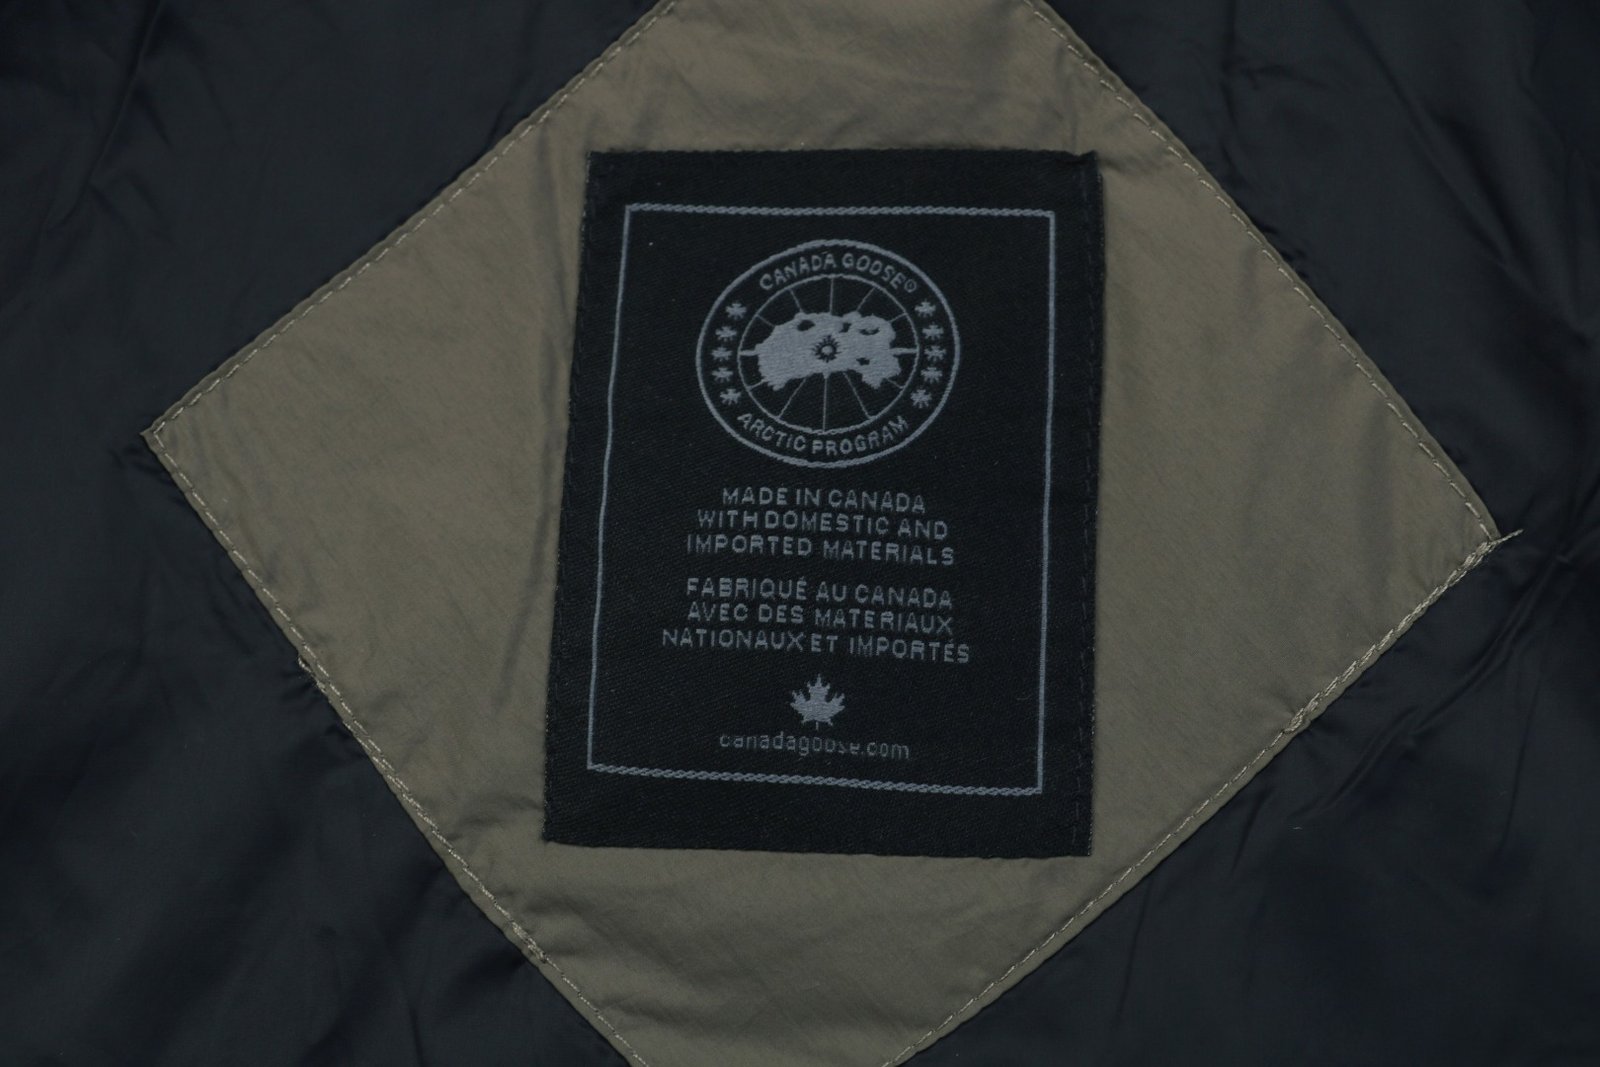 CANADA GOOSE®
ARCTIC PROGRAM
MADE IN CANADA
WITH DOMESTIC AND
IMPORTED MATERIALS
FABRIQUÉ AU CANADA
AVEC DES MATERIAUX
NATIONAUX ET IMPORTÉS
canadagoose.com